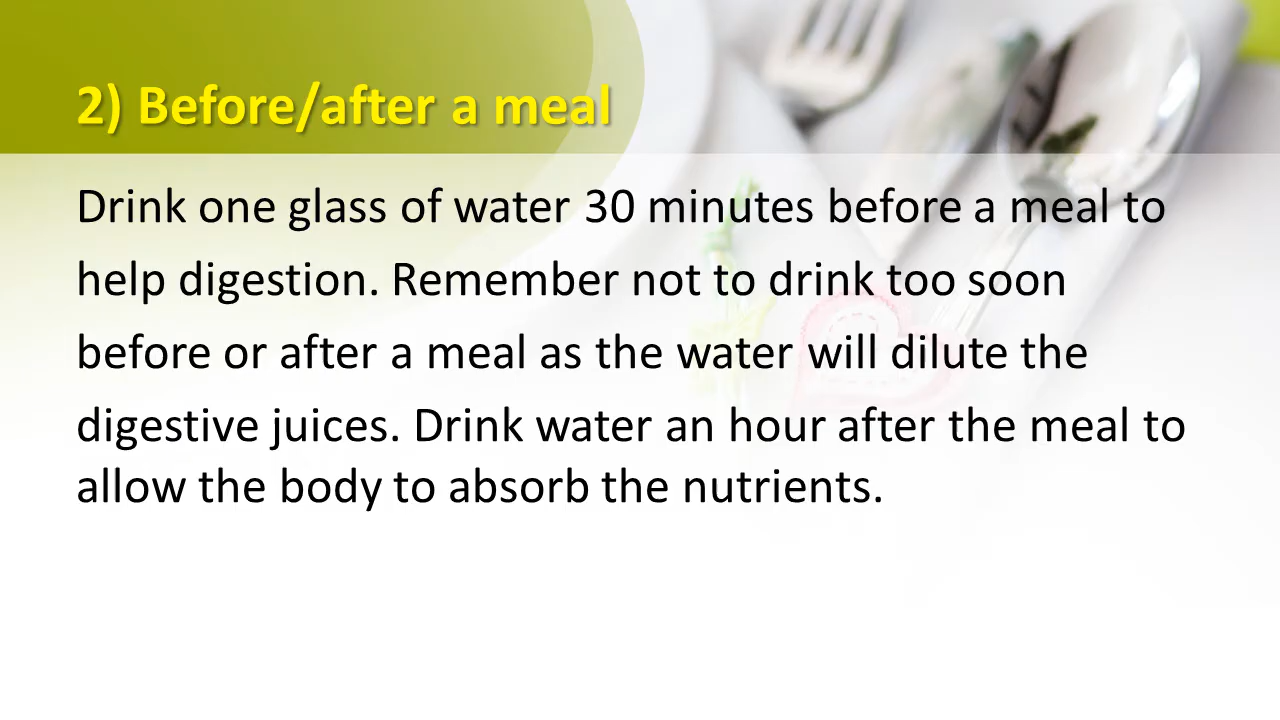 2) Before/after a meal
Drink one glass of water 30 minutes before a meal to
help digestion. Remember not to drink too soon
before or after a meal as the water will dilute the
digestive juices. Drink water an hour after the meal to
allow the body to absorb the nutrients.